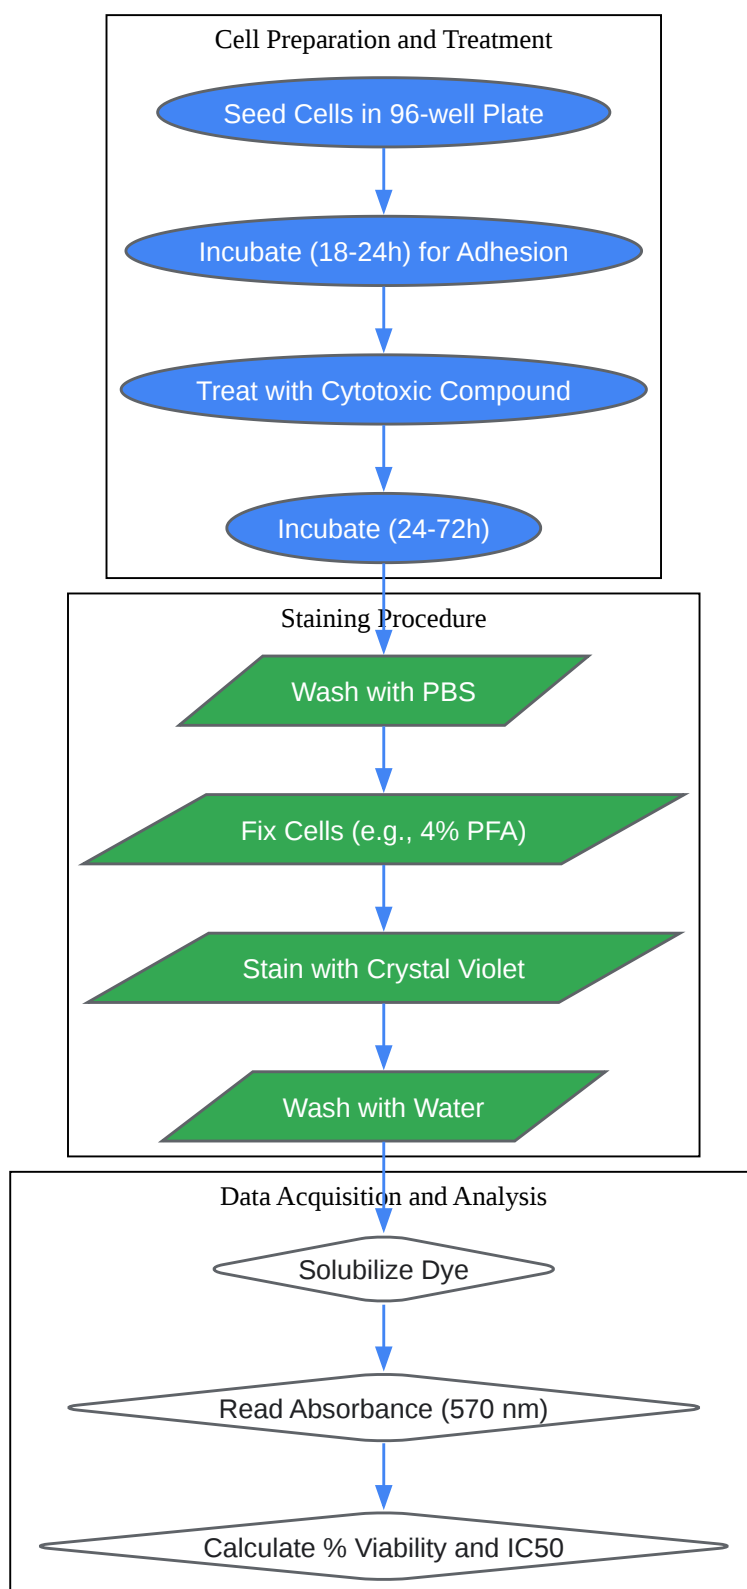 Cell Preparation and Treatment
Seed Cells in 96-well Plate
Incubate (18-24h) for Adhesion
Treat with Cytotoxic Compound
Incubate (24-72h)
Staining Procedure
Wash with PBS
Fix Cells (e.g., 4% PFA)
Stain with Crystal Violet
Wash with Water
Data Acquisition and Analysis
Solubilize Dye
Read Absorbance (570 nm)
Calculate % Viability and IC50